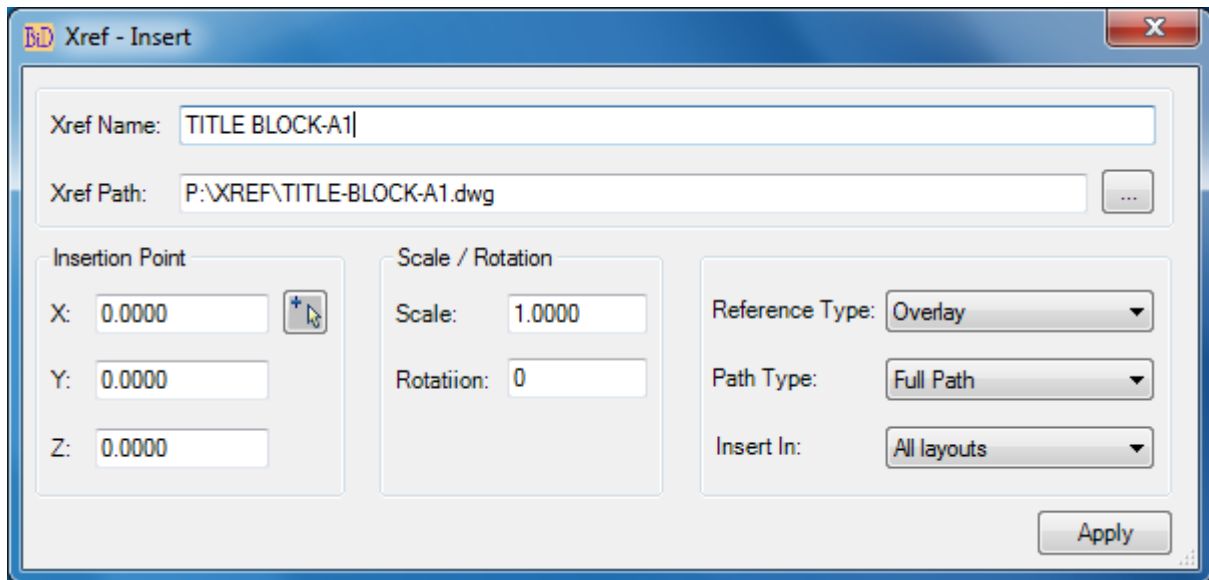 BiD Xref - Insert
Xref Name: TITLE BLOCK-A1
Xref Path: P:\XREF\TITLE-BLOCK-A1.dwg ...
Insertion Point
X: 0.0000
Y: 0.0000
Z: 0.0000
Scale / Rotation
Scale: 1.0000
Rotatiion: 0
Reference Type: Overlay
Path Type: Full Path
Insert In: All layouts
Apply